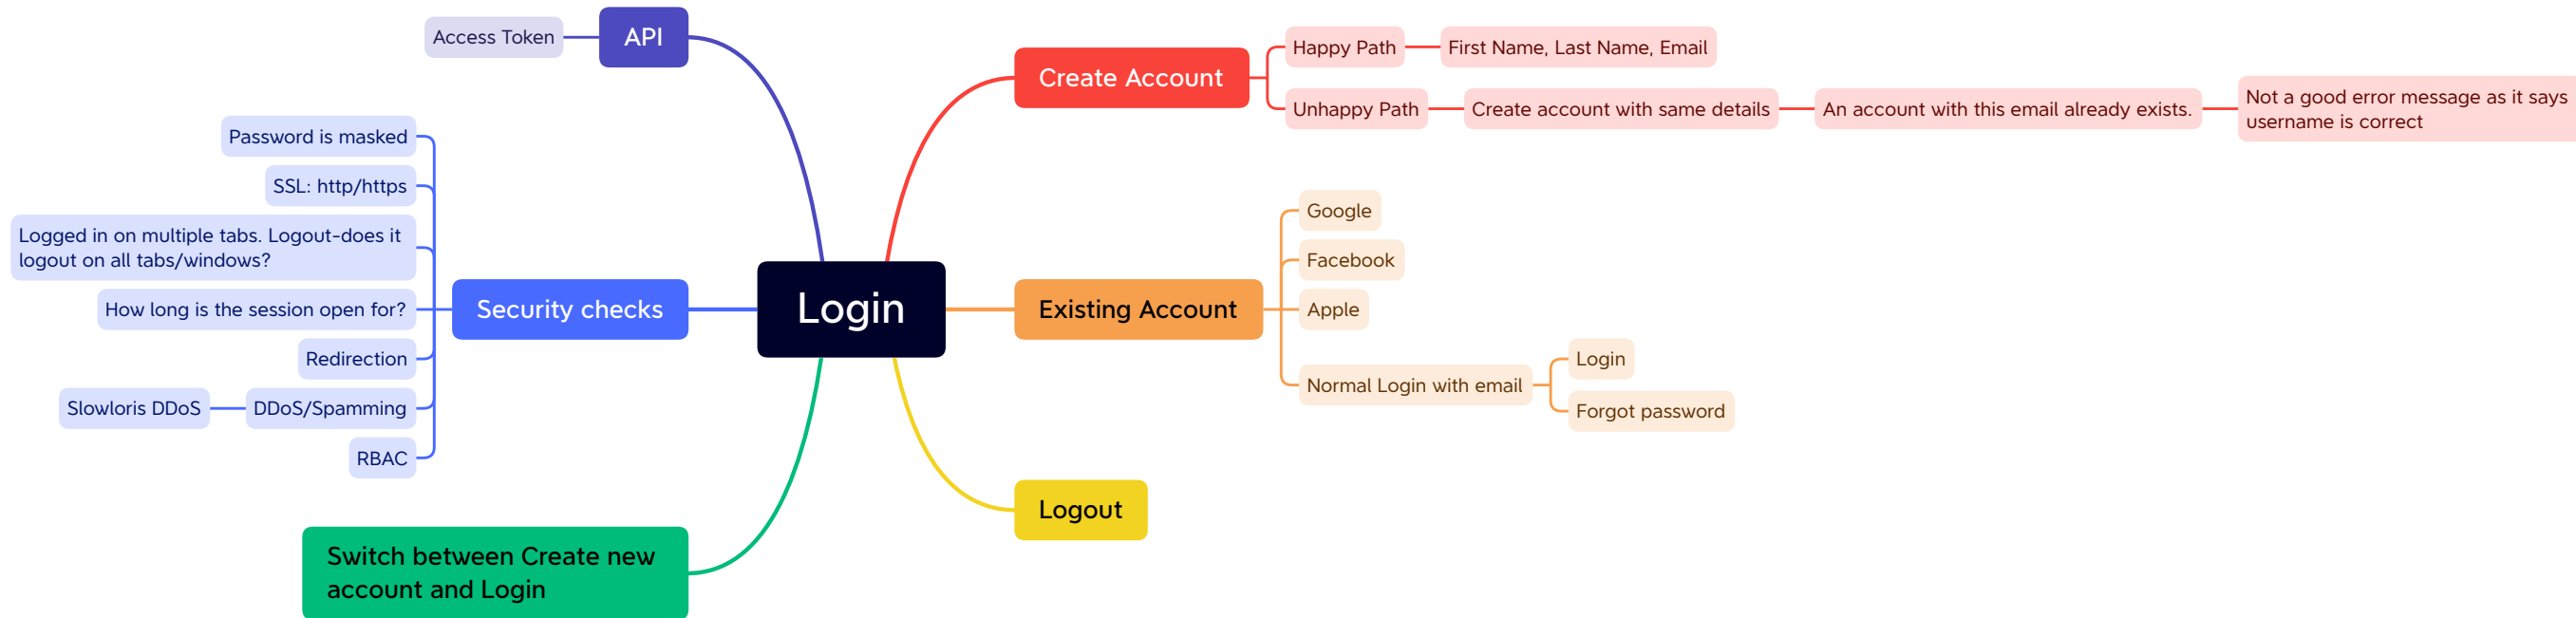 Login
API
Access Token
Create Account
Happy Path
First Name, Last Name, Email
Unhappy Path
Create account with same details
An account with this email already exists.
Not a good error message as it says
username is correct
Existing Account
Google
Facebook
Apple
Normal Login with email
Login
Forgot password
Logout
Security checks
Password is masked
SSL: http/https
Logged in on multiple tabs. Logout-does it
logout on all tabs/windows?
How long is the session open for?
Redirection
DDoS/Spamming
Slowloris DDoS
RBAC
Switch between Create new
account and Login